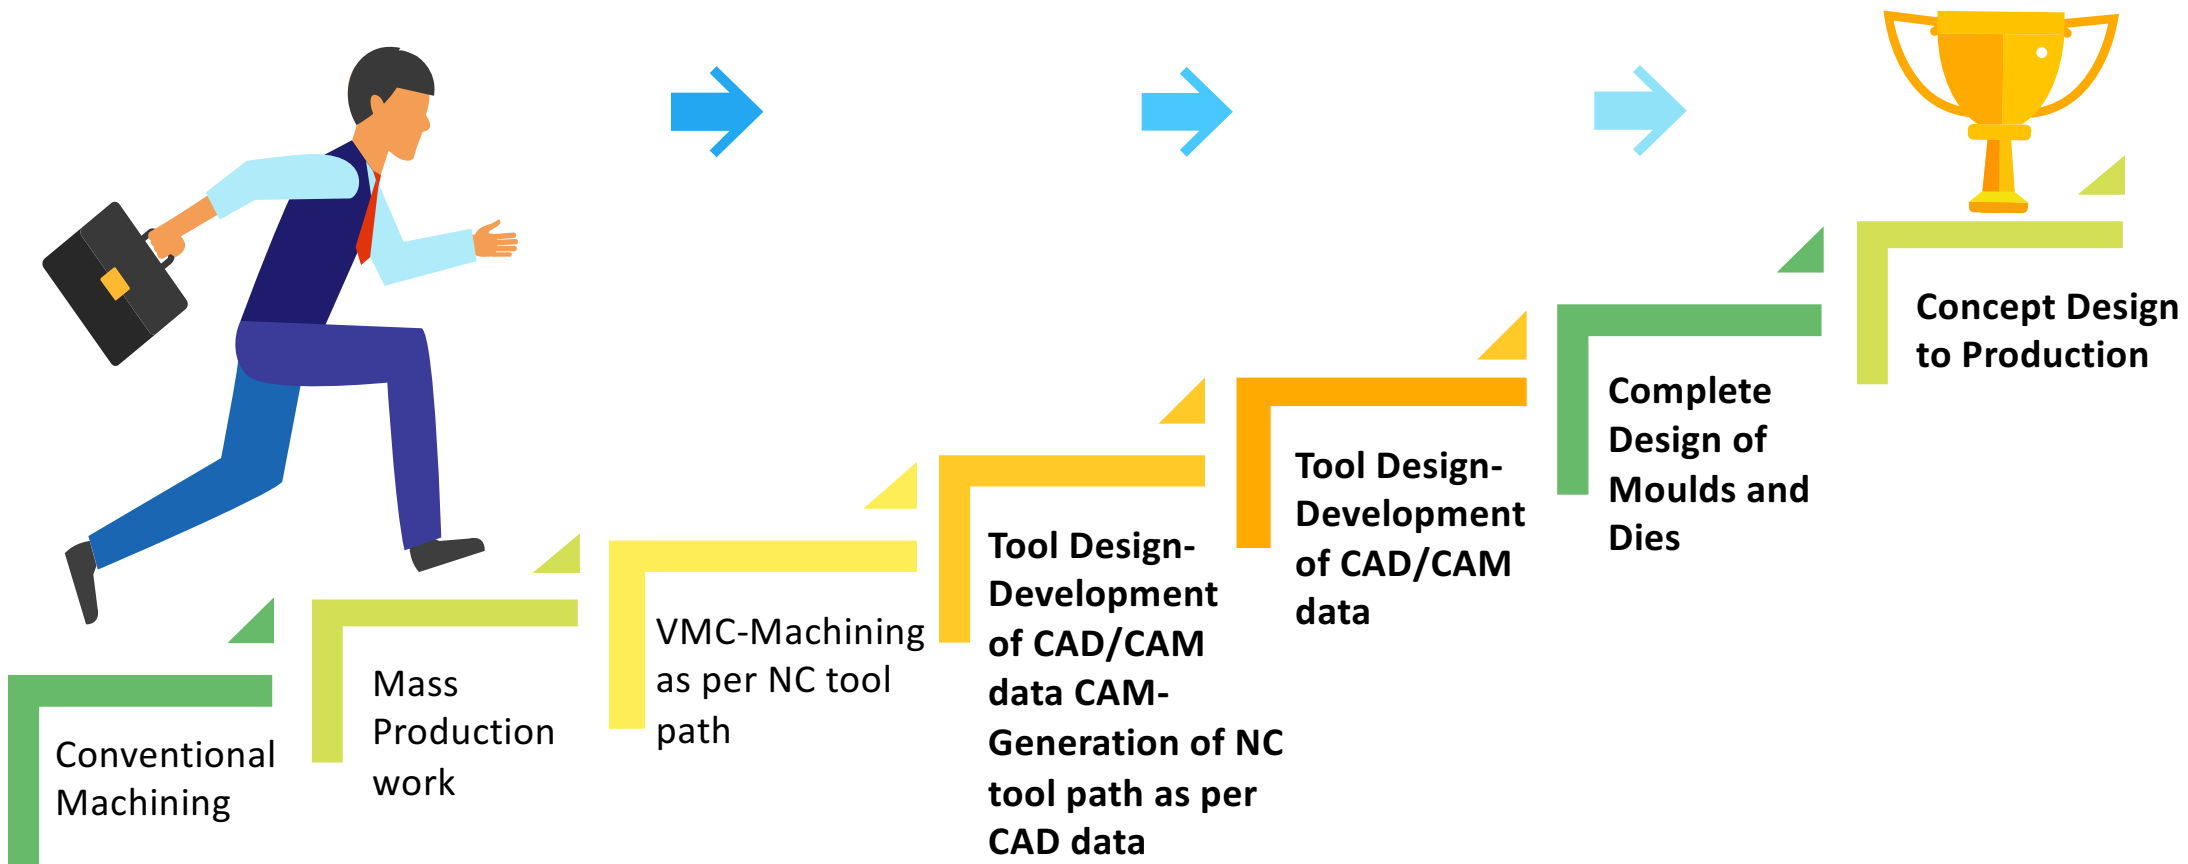 Conventional
Machining
Mass
Production
work
VMC-Machining
as per NC tool
path
Tool Design-
Development
of CAD/CAM
data CAM-
Generation of NC
tool path as per
CAD data
Tool Design-
Development
of CAD/CAM
data
Complete
Design of
Moulds and
Dies
Concept Design
to Production